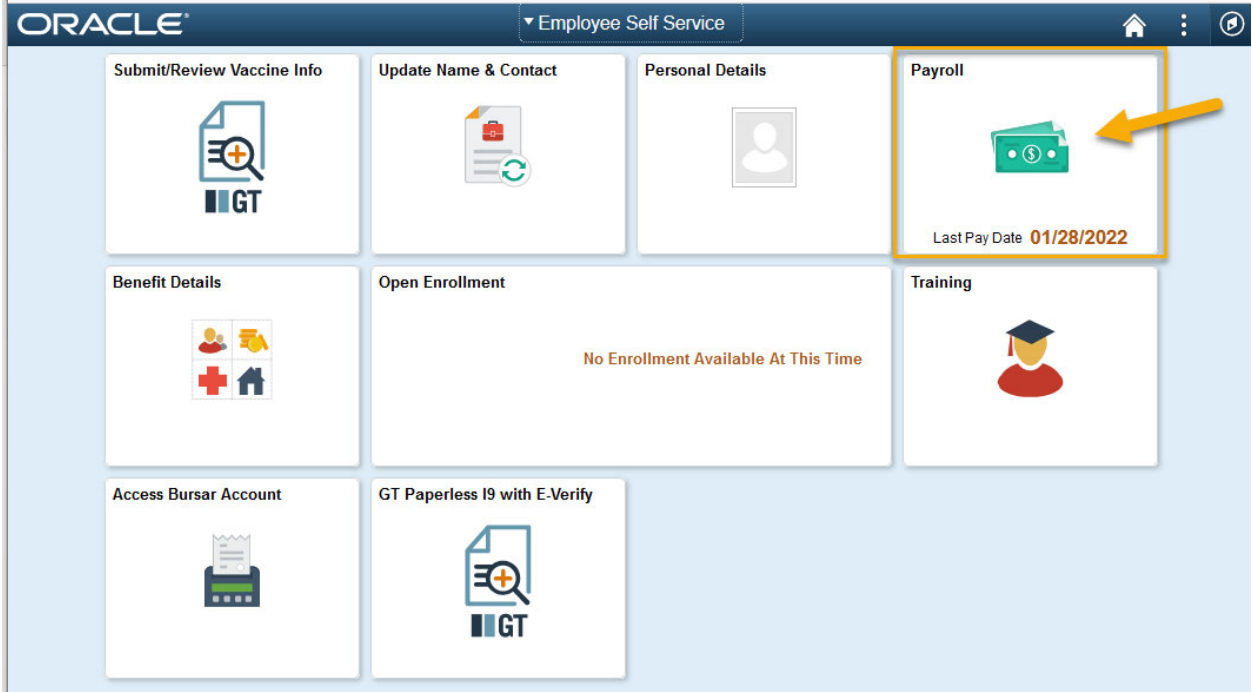 ORACLE
Employee Self Service
Submit/Review Vaccine Info
Update Name & Contact
Personal Details
Payroll
GT
Last Pay Date 01/28/2022
Benefit Details
Open Enrollment
Training
No Enrollment Available At This Time
Access Bursar Account
GT Paperless I9 with E-Verify
GT